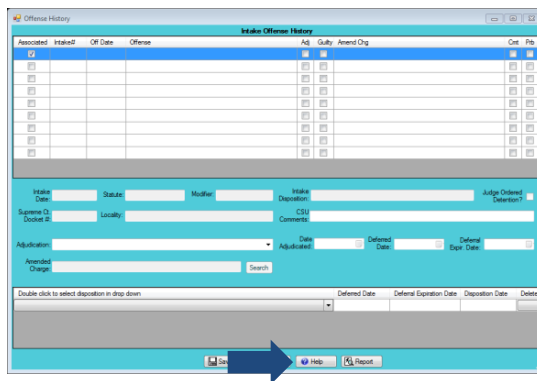 Offense History
Intake Offense History
Associated Intake# Off Date Offense Adj Guilty Amend Chg Cmt Prb
Intake Date: Statute: Modifier: Intake Disposition: Judge Ordered Detention?
Supreme Ct. Docket #: Locality: CSU Comments:
Adjudication: Date Adjudicated: Deferred Date: Deferral Expir. Date:
Amended Charge: Search
Double click to select disposition in drop down Deferred Date Deferral Expiration Date Disposition Date Delete
Help Report